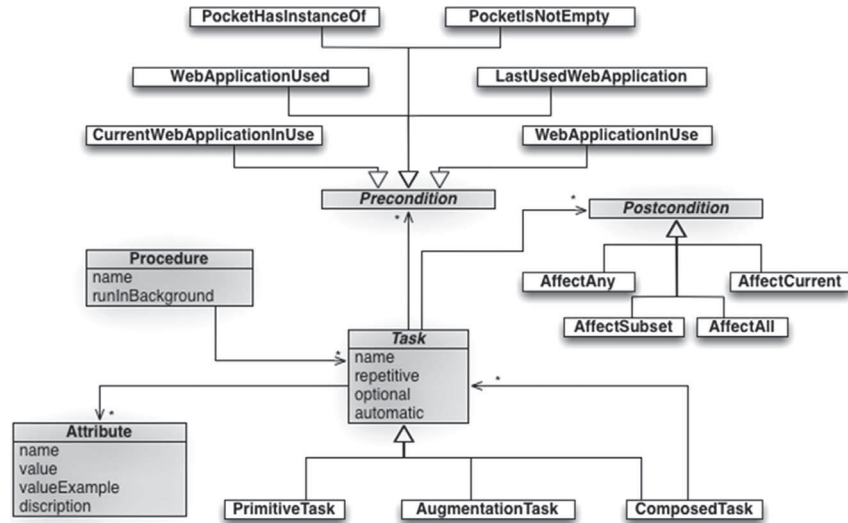 PocketHasInstanceOf
PocketIsNotEmpty
WebApplicationUsed
LastUsedWebApplication
CurrentWebApplicationInUse
WebApplicationInUse
Precondition
*
*
Postcondition
Procedure
name
runInBackground
AffectAny
AffectCurrent
AffectSubset
AffectAll
*
Task
name
repetitive
optional
automatic
*
*
Attribute
name
value
valueExample
discription
PrimitiveTask
AugmentationTask
ComposedTask